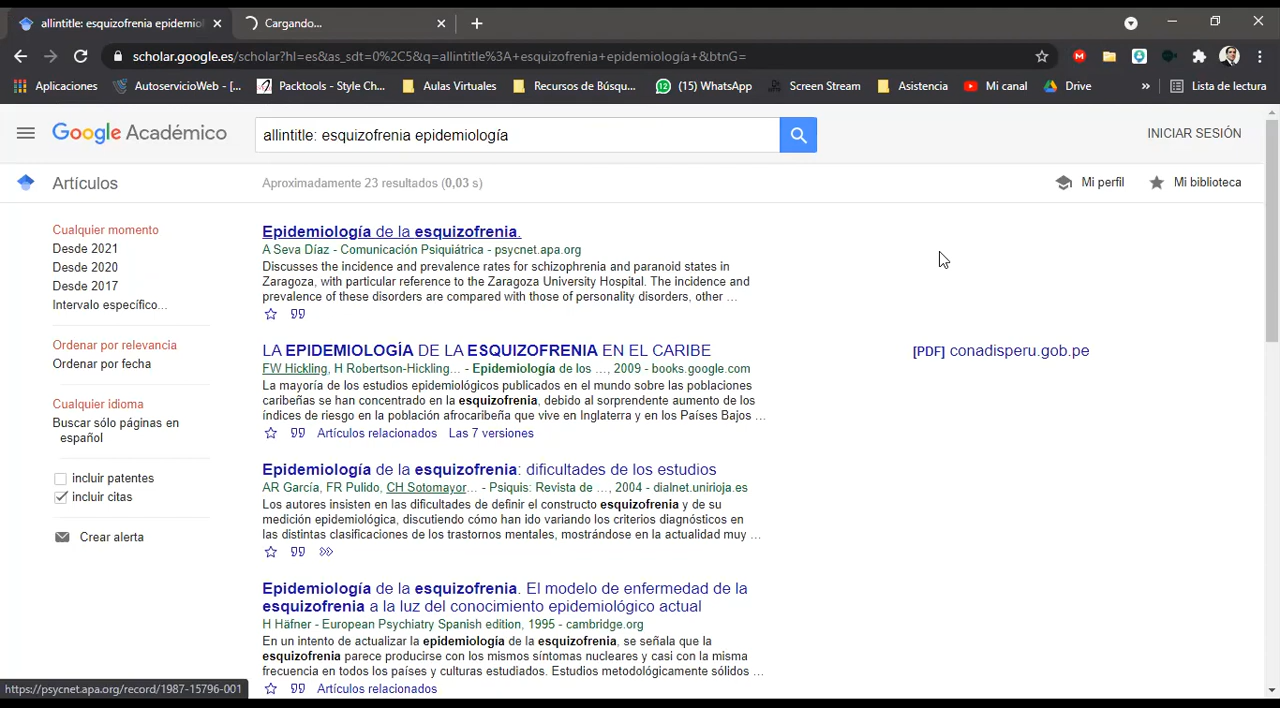 allintitle: esquizofrenia epidemiol
Cargando...
scholar.google.es/scholar?hl=es&as_sdt=0%2C5&q=allintitle%3A+esquizofrenia+epidemiología+&btnG=
Aplicaciones
AutoservicioWeb - [...
Packtools - Style Ch...
Aulas Virtuales
Recursos de Búsqu...
(15) WhatsApp
Screen Stream
Asistencia
Mi canal
Drive
»
Lista de lectura
Google Académico
allintitle: esquizofrenia epidemiología
INICIAR SESIÓN
Artículos
Aproximadamente 23 resultados (0,03 s)
Mi perfil
Mi biblioteca
Cualquier momento
Desde 2021
Desde 2020
Desde 2017
Intervalo específico...
Ordenar por relevancia
Ordenar por fecha
Cualquier idioma
Buscar sólo páginas en
español
incluir patentes
incluir citas
Crear alerta
Epidemiología de la esquizofrenia.
A Seva Díaz - Comunicación Psiquiátrica - psycnet.apa.org
Discusses the incidence and prevalence rates for schizophrenia and paranoid states in
Zaragoza, with particular reference to the Zaragoza University Hospital. The incidence and
prevalence of these disorders are compared with those of personality disorders, other ...
LA EPIDEMIOLOGÍA DE LA ESQUIZOFRENIA EN EL CARIBE
FW Hickling, H Robertson-Hickling... - Epidemiología de los ..., 2009 - books.google.com
La mayoría de los estudios epidemiológicos publicados en el mundo sobre las poblaciones
caribeñas se han concentrado en la esquizofrenia, debido al sorprendente aumento de los
índices de riesgo en la población afrocaribeña que vive en Inglaterra y en los Países Bajos ...
Artículos relacionados Las 7 versiones
[PDF] conadisperu.gob.pe
Epidemiología de la esquizofrenia: dificultades de los estudios
AR García, FR Pulido, CH Sotomayor... - Psiquis: Revista de ..., 2004 - dialnet.unirioja.es
Los autores insisten en las dificultades de definir el constructo esquizofrenia y de su
medición epidemiológica, discutiendo cómo han ido variando los criterios diagnósticos en
las distintas clasificaciones de los trastornos mentales, mostrándose en la actualidad muy ...
Epidemiología de la esquizofrenia. El modelo de enfermedad de la
esquizofrenia a la luz del conocimiento epidemiológico actual
H Häfner - European Psychiatry Spanish edition, 1995 - cambridge.org
En un intento de actualizar la epidemiología de la esquizofrenia, se señala que la
esquizofrenia parece producirse con los mismos síntomas nucleares y casi con la misma
frecuencia en todos los países y culturas estudiados. Estudios metodológicamente sólidos ...
Artículos relacionados
https://psycnet.apa.org/record/1987-15796-001